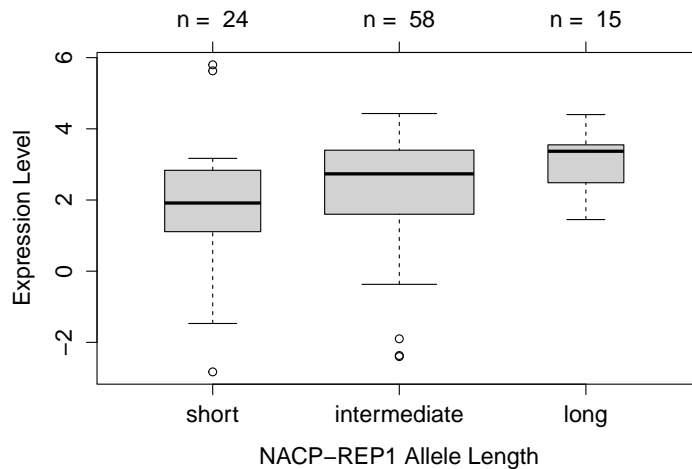 n = 24 n = 58 n = 15
6
4
2
0
−2
Expression Level
short intermediate long
NACP−REP1 Allele Length